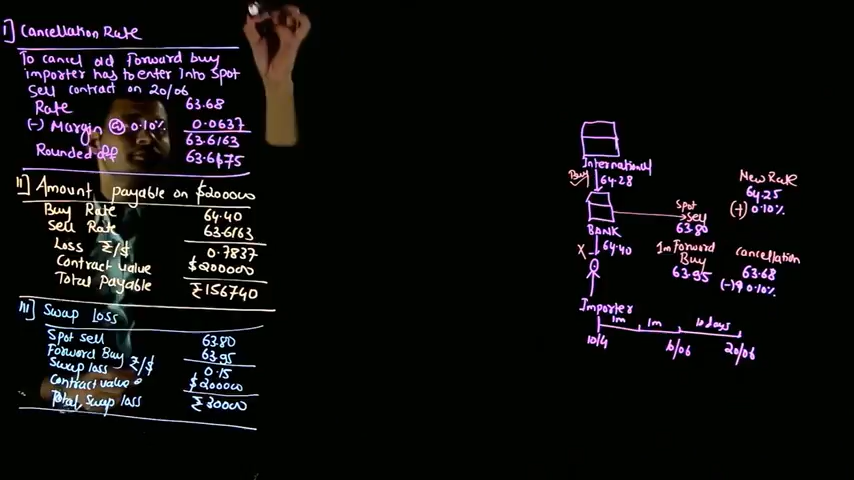 I] Cancellation Rate
To cancel old Forward buy
importer has to enter Into Spot
Sell contract on 20/06
Rate 63.68
(-) Margin @ 0.10% 0.0637
63.6163
Rounded off 63.6175
II] Amount payable on $200000
Buy Rate 64.40
Sell Rate 63.6163
Loss ₹/$ 0.7837
Contract value $200000
Total payable ₹156740
III] Swap Loss
Spot sell 63.80
Forward Buy 63.95
Swap loss ₹/$ 0.15
Contract value $200000
Total swap loss ₹30000
International
Buy 64.28
BANK
Spot
Sell
63.80
New Rate
64.25
(+) 0.10%
X 64.40
1m Forward
Buy
63.95
cancellation
63.68
(-) 0.10%
Importer
1m 1m 10 days
10/4 10/06 20/06